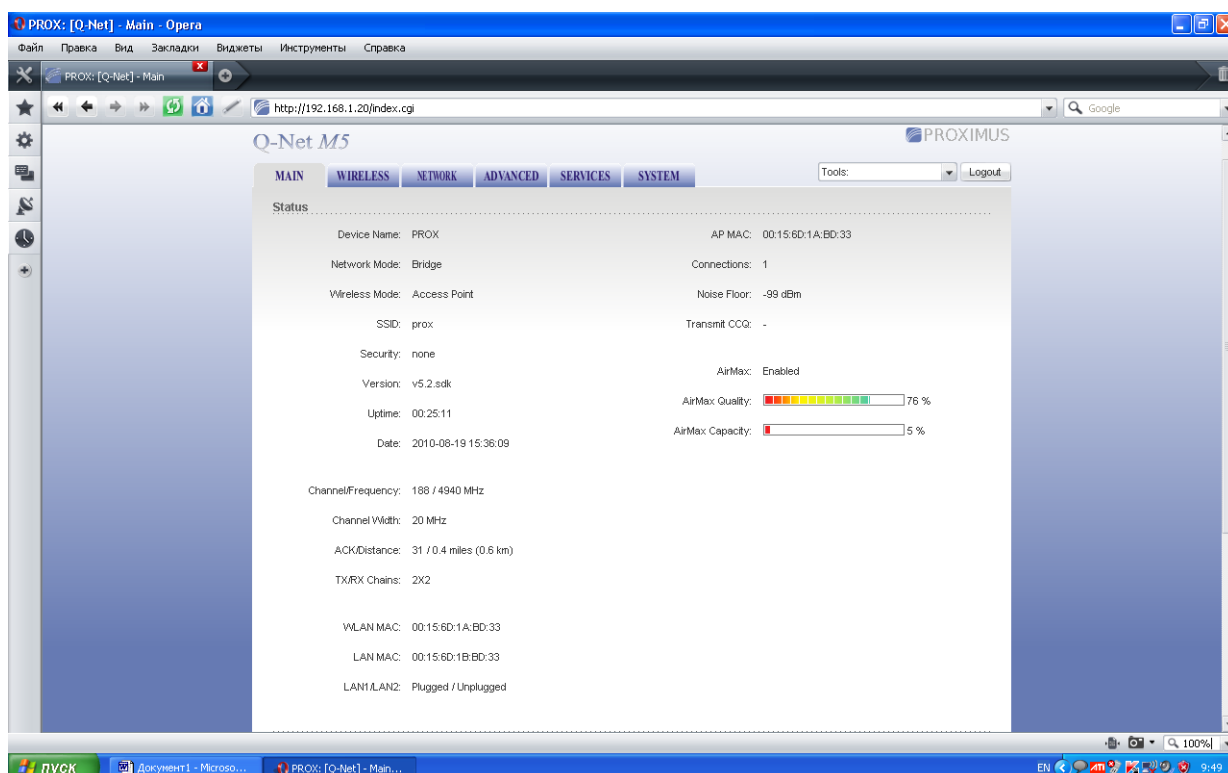 PROX: [Q-Net] - Main - Opera
Файл Правка Вид Закладки Виджеты Инструменты Справка
PROX: [Q-Net] - Main
http://192.168.1.20/index.cgi
Google
Q-Net M5
PROXIMUS
MAIN WIRELESS NETWORK ADVANCED SERVICES SYSTEM
Tools:
Logout
Status
Device Name: PROX
Network Mode: Bridge
Wireless Mode: Access Point
SSID: prox
Security: none
Version: v5.2.sdk
Uptime: 00:25:11
Date: 2010-08-19 15:36:09
Channel/Frequency: 188 / 4940 MHz
Channel Width: 20 MHz
ACK/Distance: 31 / 0.4 miles (0.6 km)
TX/RX Chains: 2X2
WLAN MAC: 00:15:6D:1A:BD:33
LAN MAC: 00:15:6D:1B:BD:33
LAN1/LAN2: Plugged / Unplugged
AP MAC: 00:15:6D:1A:BD:33
Connections: 1
Noise Floor: -99 dBm
Transmit CCQ: -
AirMax: Enabled
AirMax Quality: 76 %
AirMax Capacity: 5 %
100%
пуск
Документ1 - Microso...
PROX: [Q-Net] - Main...
EN
ATI
9:49